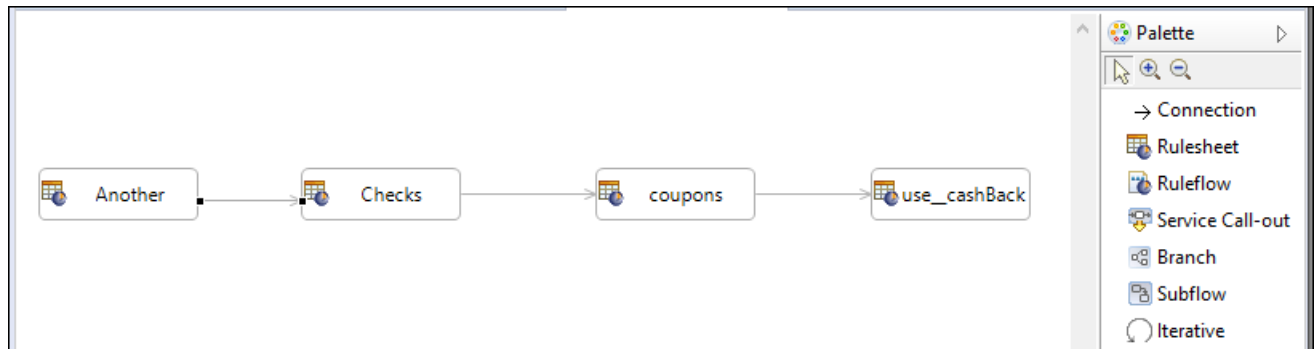 Another
Checks
coupons
use__cashBack
Palette
Connection
Rulesheet
Ruleflow
Service Call-out
Branch
Subflow
Iterative